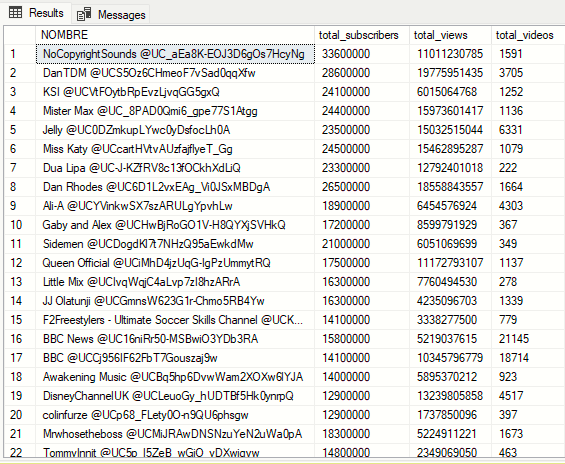 Results Messages
NOMBRE total_subscribers total_views total_videos
1 NoCopyrightSounds @UC_aEa8K-EOJ3D6gOs7HcyNg 33600000 11011230785 1591
2 DanTDM @UCS5Oz6CHmeoF7vSad0qqXfw 28600000 19775951435 3705
3 KSI @UCVtFOytbRpEvzLjvqGG5gxQ 24100000 6015064768 1252
4 Mister Max @UC_8PAD0Qmi6_gpe77S1Atgg 24400000 15973601417 1136
5 Jelly @UC0DZmkupLYwc0yDsfocLh0A 23500000 15032515044 6331
6 Miss Katy @UCcartHVtvAUzfajflyeT_Gg 24500000 15462895287 1079
7 Dua Lipa @UC-J-KZfRV8c13fOCkhXdLiQ 23300000 12792401018 222
8 Dan Rhodes @UC6D1L2vxEAg_Vi0JSxMBDgA 26500000 18558843557 1664
9 Ali-A @UCYVinkwSX7szARULgYpvhLw 18900000 6454576924 4303
10 Gaby and Alex @UCHwBjRoGO1V-H8QYXjSVHkQ 17200000 8599791929 367
11 Sidemen @UCDogdKl7t7NHzQ95aEwkdMw 21000000 6051069699 349
12 Queen Official @UCiMhD4jzUqG-IgPzUmmytRQ 17500000 11172793107 1137
13 Little Mix @UCIvqWqjC4aLvp7zI8hzARrA 16300000 7760494530 278
14 JJ Olatunji @UCGmnsW623G1r-Chmo5RB4Yw 16300000 4235096703 1339
15 F2Freestylers - Ultimate Soccer Skills Channel @UCK... 14100000 3338277500 779
16 BBC News @UC16niRr50-MSBwiO3YDb3RA 15800000 5219037615 21145
17 BBC @UCCj956IF62FbT7Gouszaj9w 14100000 10345796779 18714
18 Awakening Music @UCBq5hp6DvwWam2XOXw6lYJA 14000000 5895370212 923
19 DisneyChannelUK @UCLeuoGy_hUDTBf5Hk0ynrpQ 12900000 13239805858 4517
20 colinfurze @UCp68_FLety0O-n9QU6phsgw 12900000 1737850096 397
21 Mrwhosetheboss @UCMiJRAwDNSNzuYeN2uWa0pA 18300000 5224911221 1673
22 TommyInnit @UC5p_l5ZeB_wGjO_yDXwiqvw 14800000 2349069050 463